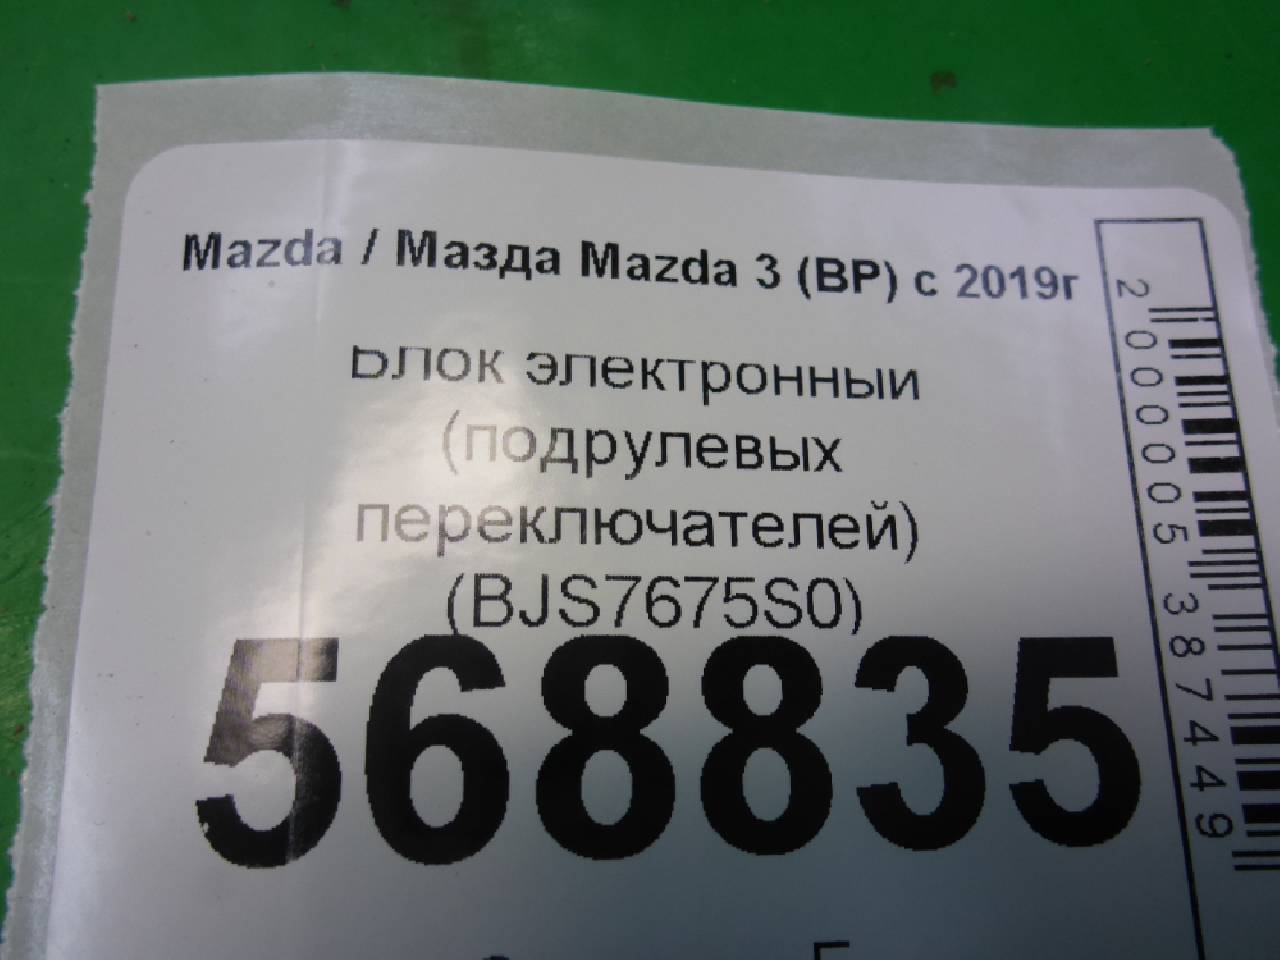 Mazda / Мазда Mazda 3 (BP) с 2019г
Блок электронный
(подрулевых
переключателей)
(BJS7675S0)
568835
2000005387449